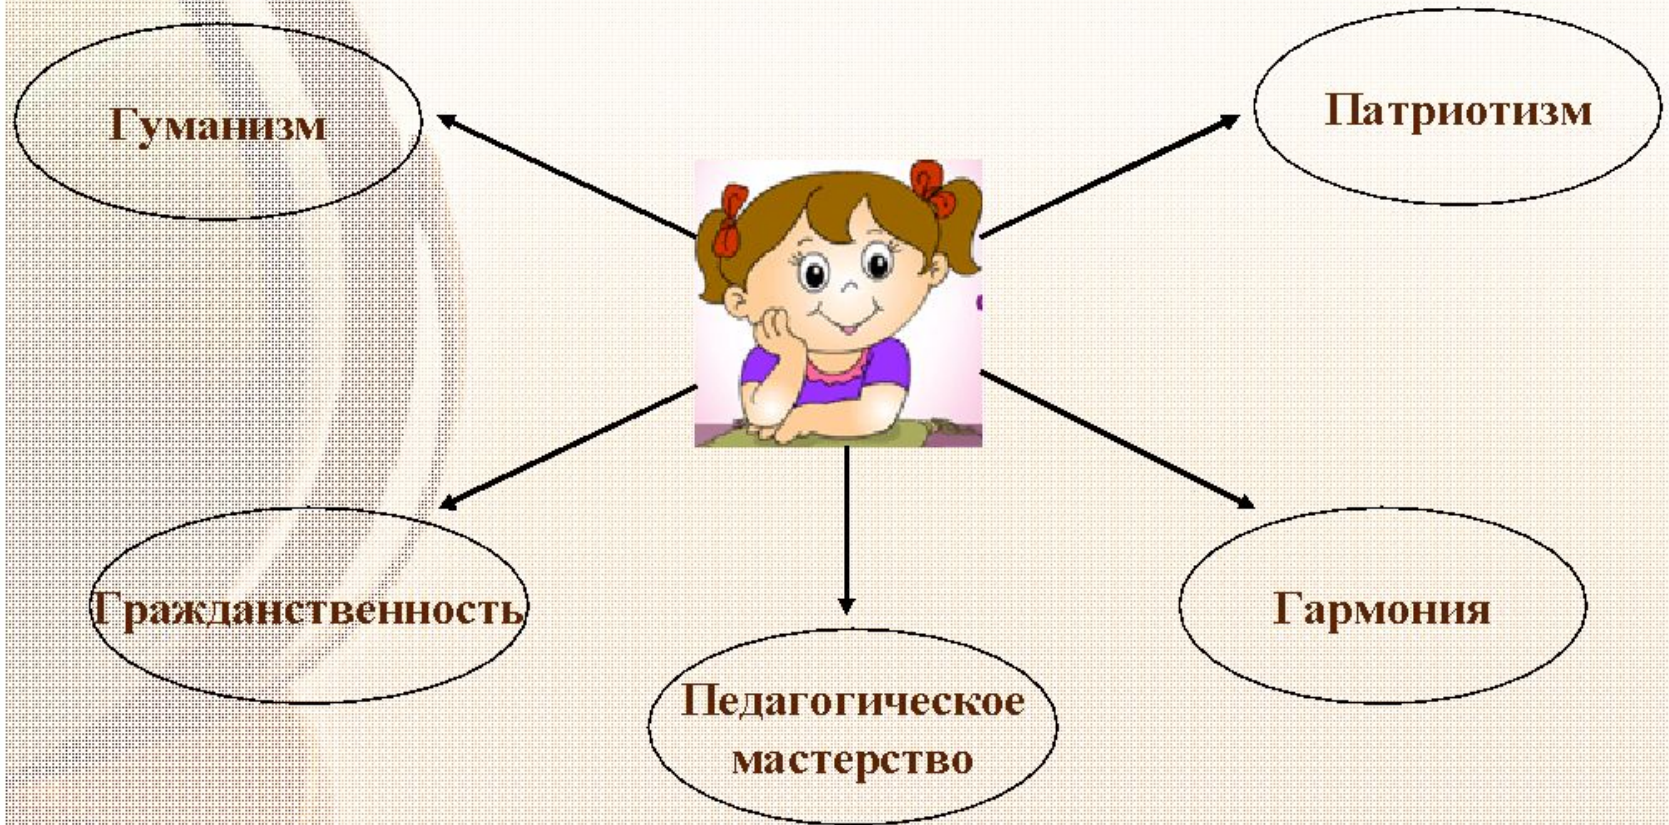 Гуманизм
Патриотизм
Гражданственность
Гармония
Педагогическое
мастерство